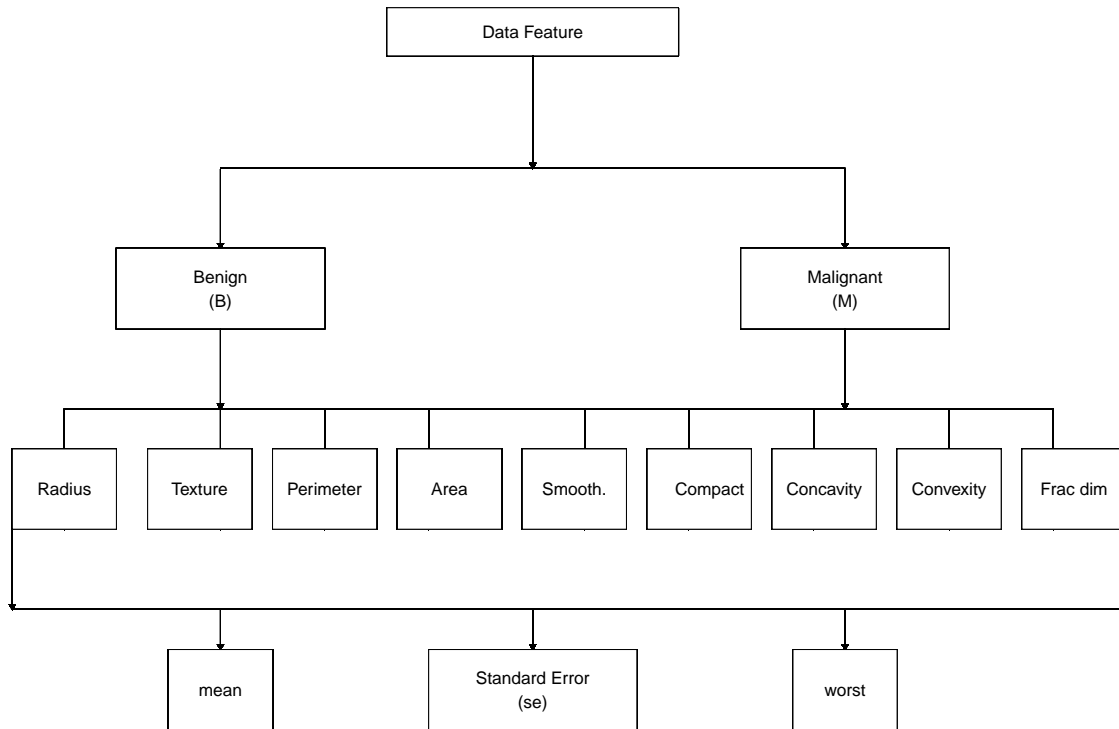 Data Feature
Benign
(B)
Malignant
(M)
Radius
Texture
Perimeter
Area
Smooth.
Compact
Concavity
Convexity
Frac dim
mean
Standard Error
(se)
worst